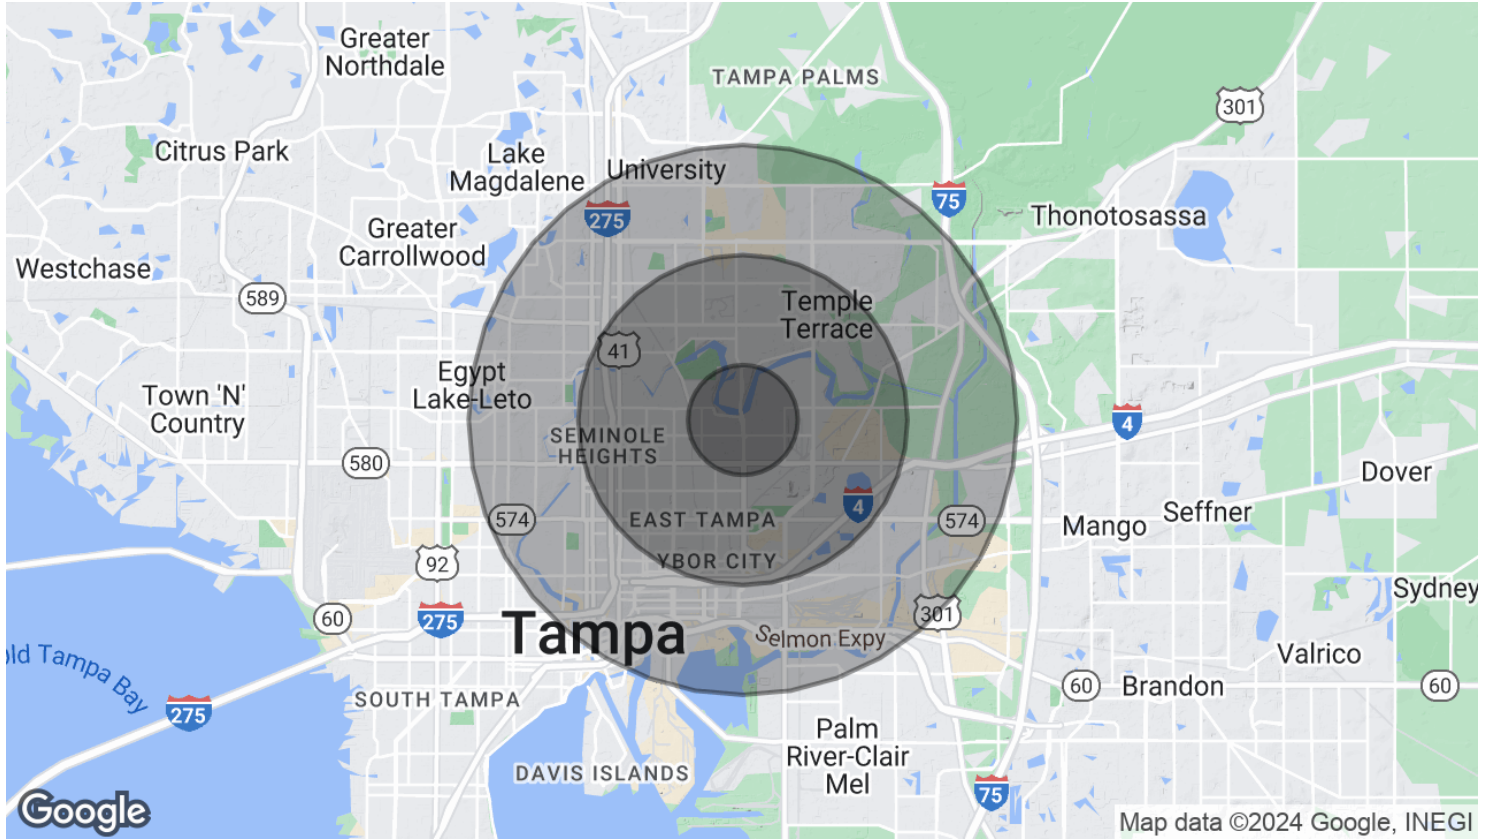 Greater
Northdale
TAMPA PALMS
301
Citrus Park
Lake
Magdalene
University
275
75
Thonotosassa
Greater
Carrollwood
Westchase
589
Temple
Terrace
41
Egypt
Lake-Leto
Town 'N'
Country
4
SEMINOLE
HEIGHTS
580
Dover
4
574
EAST TAMPA
574
Mango
Seffner
92
YBOR CITY
Sydney
60
275
301
Tampa
Selmon Expy
Valrico
ld Tampa Bay
275
SOUTH TAMPA
60
Brandon
60
Palm
River-Clair
Mel
DAVIS ISLANDS
75
Google
Map data ©2024 Google, INEGI